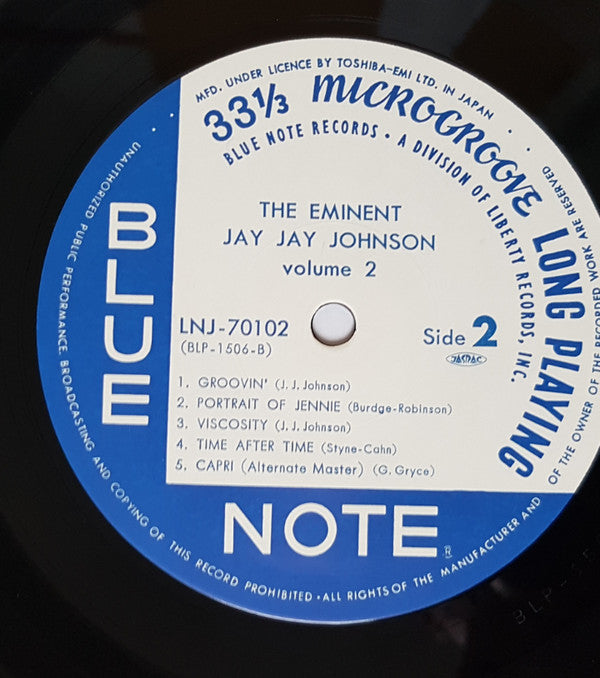 MFD. UNDER LICENCE BY TOSHIBA-EMI LTD. IN JAPAN
33⅓ MICROGROOVE LONG PLAYING
BLUE NOTE RECORDS • A DIVISION OF LIBERTY RECORDS, INC.
THE EMINENT
JAY JAY JOHNSON
volume 2
LNJ-70102
(BLP-1506-B)
Side 2
JASRAC
1. GROOVIN' (J.J. Johnson)
2. PORTRAIT OF JENNIE (Burdge-Robinson)
3. VISCOSITY (J.J. Johnson)
4. TIME AFTER TIME (Styne-Cahn)
5. CAPRI (Alternate Master) (G. Gryce)
BLUE
NOTE ®
UNAUTHORIZED PUBLIC PERFORMANCE, BROADCASTING AND COPYING OF THIS RECORD PROHIBITED • ALL RIGHTS OF THE MANUFACTURER AND OF THE OWNER OF THE RECORDED WORK ARE RESERVED
BLP-